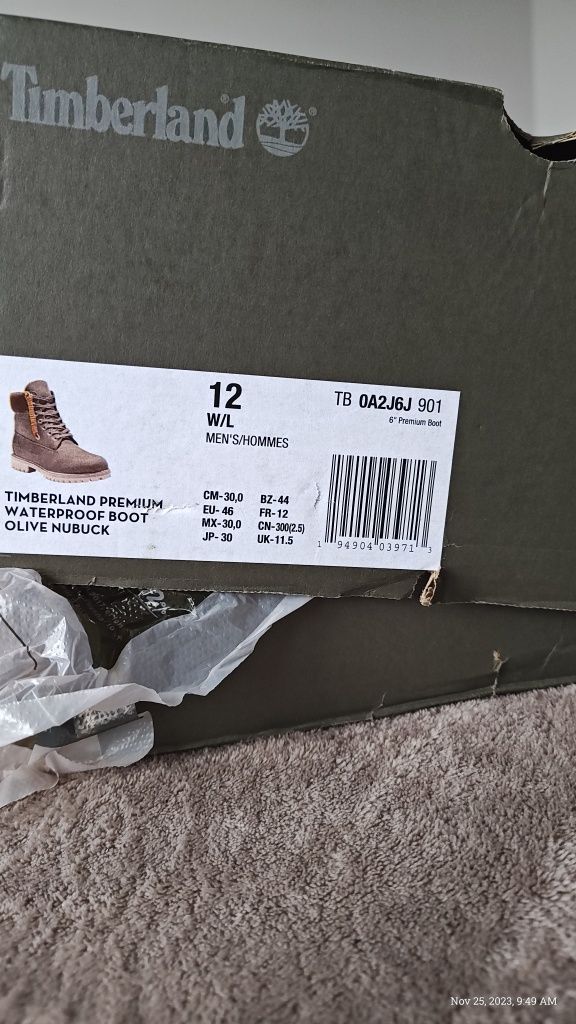 Timberland®
®
12
W/L
MEN'S/HOMMES
TB 0A2J6J 901
6" Premium Boot
TIMBERLAND PREMIUM
WATERPROOF BOOT
OLIVE NUBUCK
CM-30,0 BZ-44
EU- 46 FR-12
MX-30,0 CN-300(2.5)
JP- 30 UK-11.5
1 94904 03971 3
Nov 25, 2023, 9:49 AM